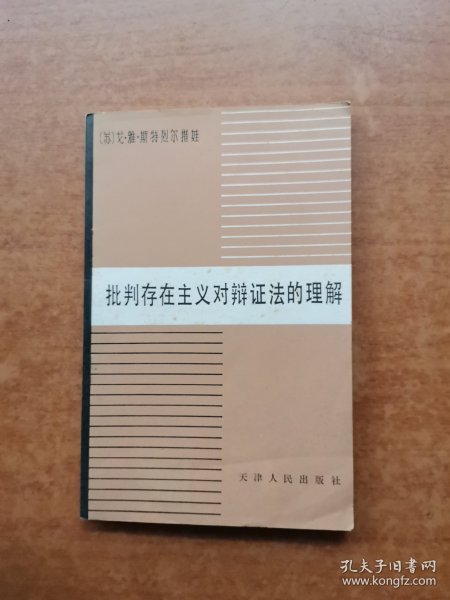 (苏)戈·雅·斯特列尔措娃
批判存在主义对辩证法的理解
天津人民出版社
孔夫子旧书网
www.kongfz.com